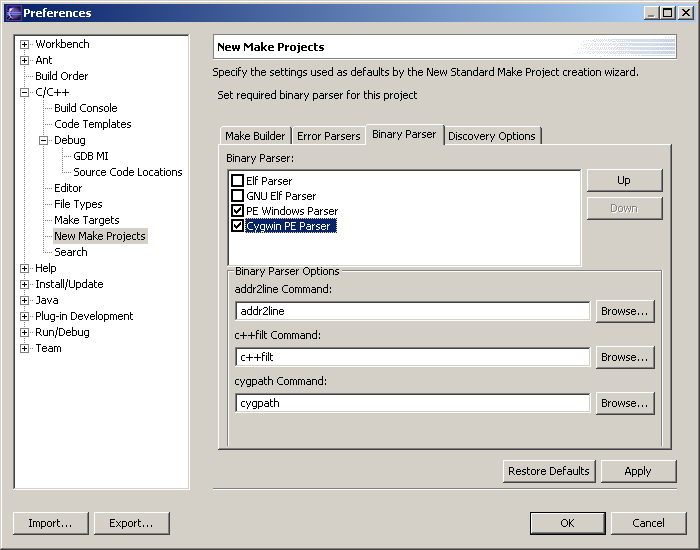 Preferences
Workbench
Ant
Build Order
C/C++
Build Console
Code Templates
Debug
GDB MI
Source Code Locations
Editor
File Types
Make Targets
New Make Projects
Search
Help
Install/Update
Java
Plug-in Development
Run/Debug
Team
New Make Projects
Specify the settings used as defaults by the New Standard Make Project creation wizard.
Set required binary parser for this project
Make Builder Error Parsers Binary Parser Discovery Options
Binary Parser:
Elf Parser
GNU Elf Parser
PE Windows Parser
Cygwin PE Parser
Up
Down
Binary Parser Options
addr2line Command:
addr2line Browse...
c++filt Command:
c++filt Browse...
cygpath Command:
cygpath Browse...
Restore Defaults Apply
Import... Export... OK Cancel